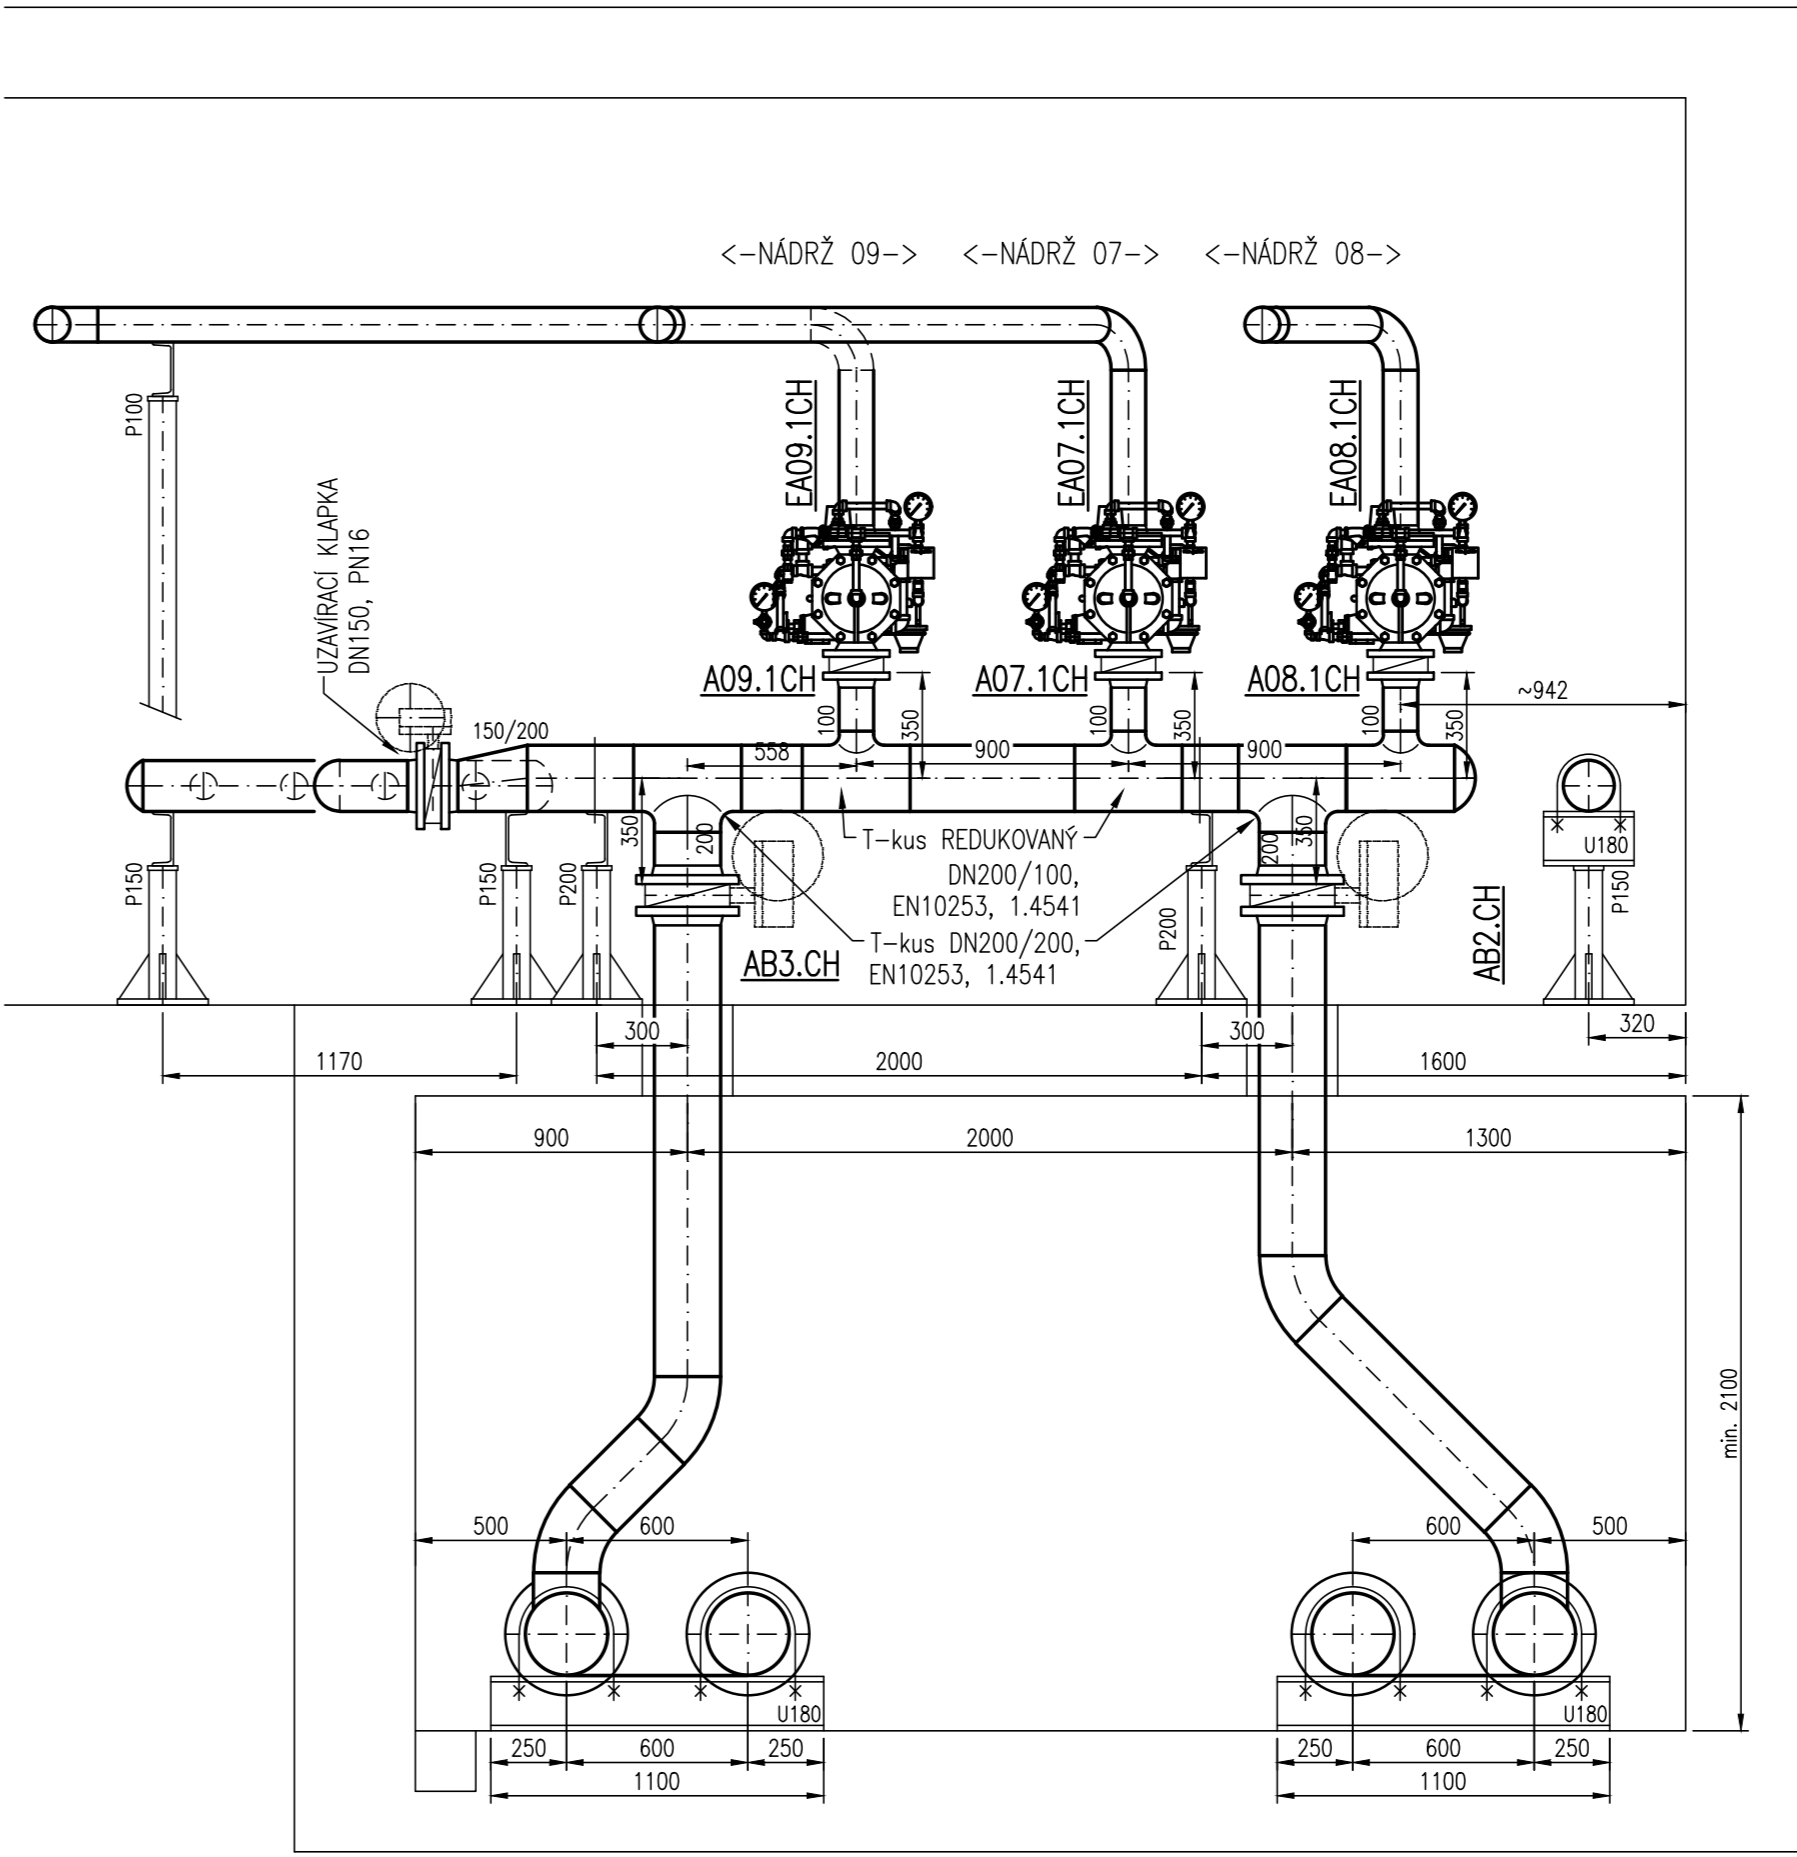 <-NÁDRŽ 09-> <-NÁDRŽ 07-> <-NÁDRŽ 08->
P100
EA09.1CH
EA07.1CH
EA08.1CH
UZAVÍRACÍ KLAPKA
DN150, PN16
A09.1CH
A07.1CH
A08.1CH
~942
100
350
100
350
100
350
150/200
558
900
900
350
200
200
350
T-kus REDUKOVANÝ
DN200/100,
EN10253, 1.4541
T-kus DN200/200,
EN10253, 1.4541
U180
P150
P150
P150
P200
P200
AB3.CH
AB2.CH
300
300
320
1170
2000
1600
900
2000
1300
min. 2100
500
600
600
500
U180
U180
250
600
250
250
600
250
1100
1100